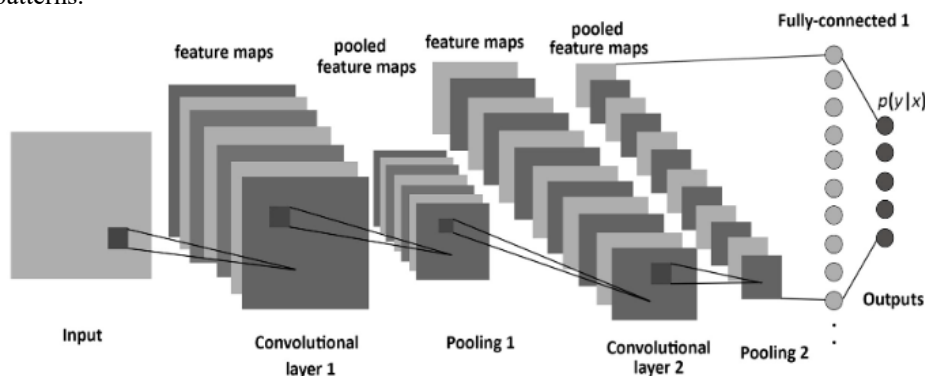 patterns.
Fully-connected 1
feature maps
pooled
feature maps
feature maps
pooled
feature maps
p(y|x)
Input
Convolutional
layer 1
Pooling 1
Convolutional
layer 2
Pooling 2
Outputs